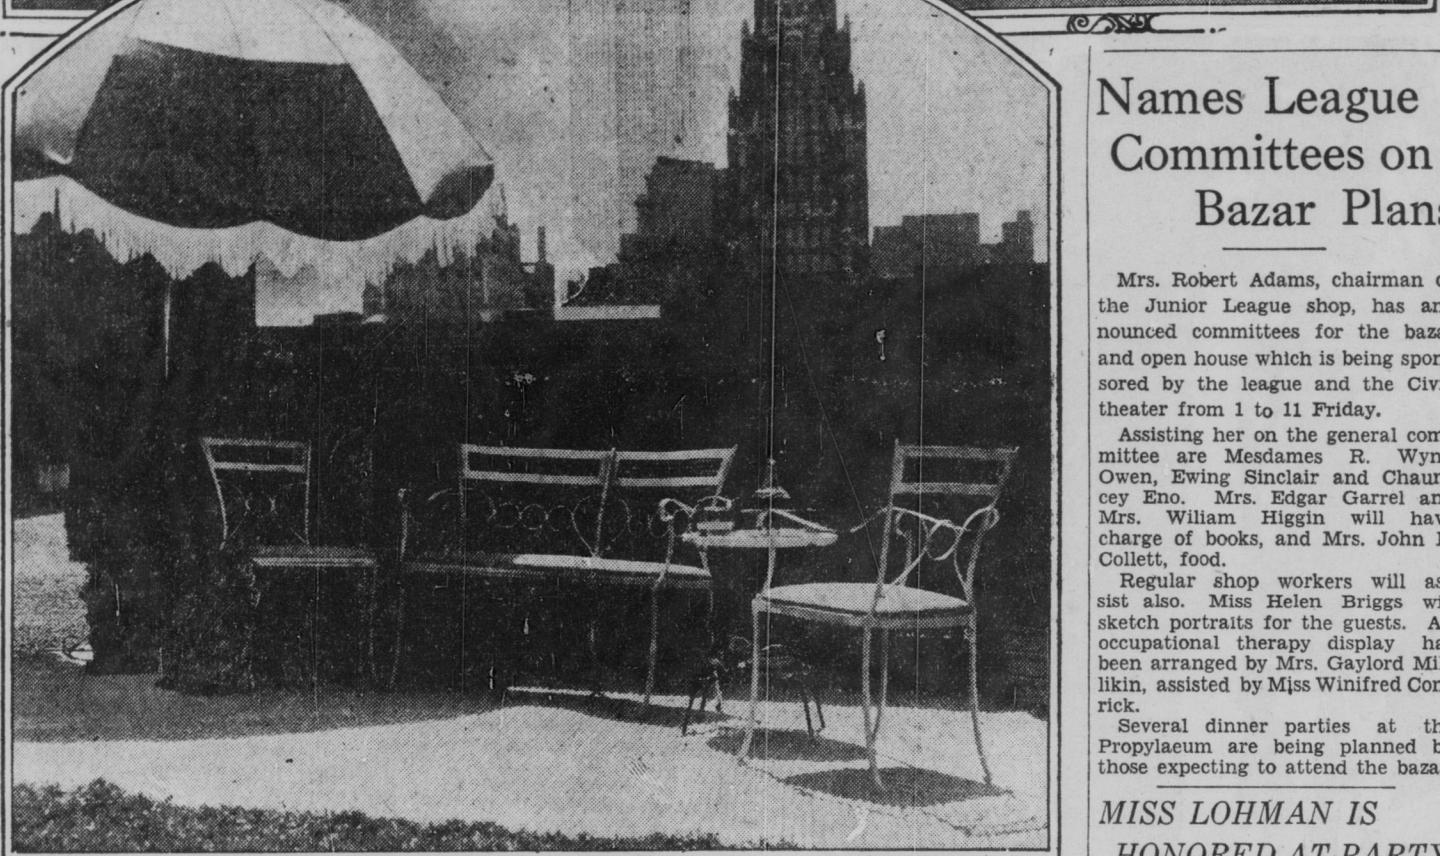 Names League
Committees on
Bazar Plans
Mrs. Robert Adams, chairman
the Junior League shop, has an
nounced committees for the baza
and open house which is being spon
sored by the league and the Civi
theater from 1 to 11 Friday.
Assisting her on the general com
mittee are Mesdames R. Wyn
Owen, Ewing Sinclair and Chaun
cey Eno. Mrs. Edgar Garrel an
Mrs. Wiliam Higgin will hav
charge of books, and Mrs. John
Collett, food.
Regular shop workers will as
sist also. Miss Helen Briggs wi
sketch portraits for the guests. A
occupational therapy display ha
been arranged by Mrs. Gaylord Mil
likin, assisted by Miss Winifred Con
rick.
Several dinner parties at th
Propylaeum are being planned b
those expecting to attend the baza
MISS LOHMAN IS
HONORED AT PARTY